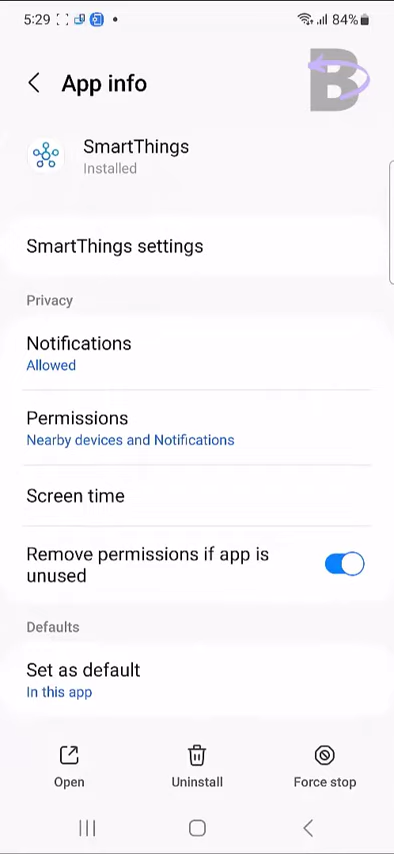 5:29 84%
App info
B
SmartThings
Installed
SmartThings settings
Privacy
Notifications
Allowed
Permissions
Nearby devices and Notifications
Screen time
Remove permissions if app is
unused
Defaults
Set as default
In this app
Open Uninstall Force stop